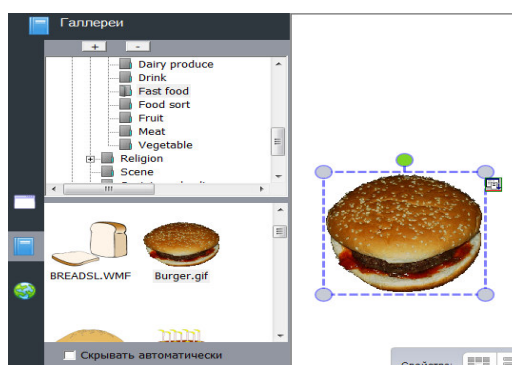 Галлереи
+ -
Dairy produce
Drink
Fast food
Food sort
Fruit
Meat
Vegetable
Religion
Scene
BREADSL.WMF Burger.gif
Скрывать автоматически